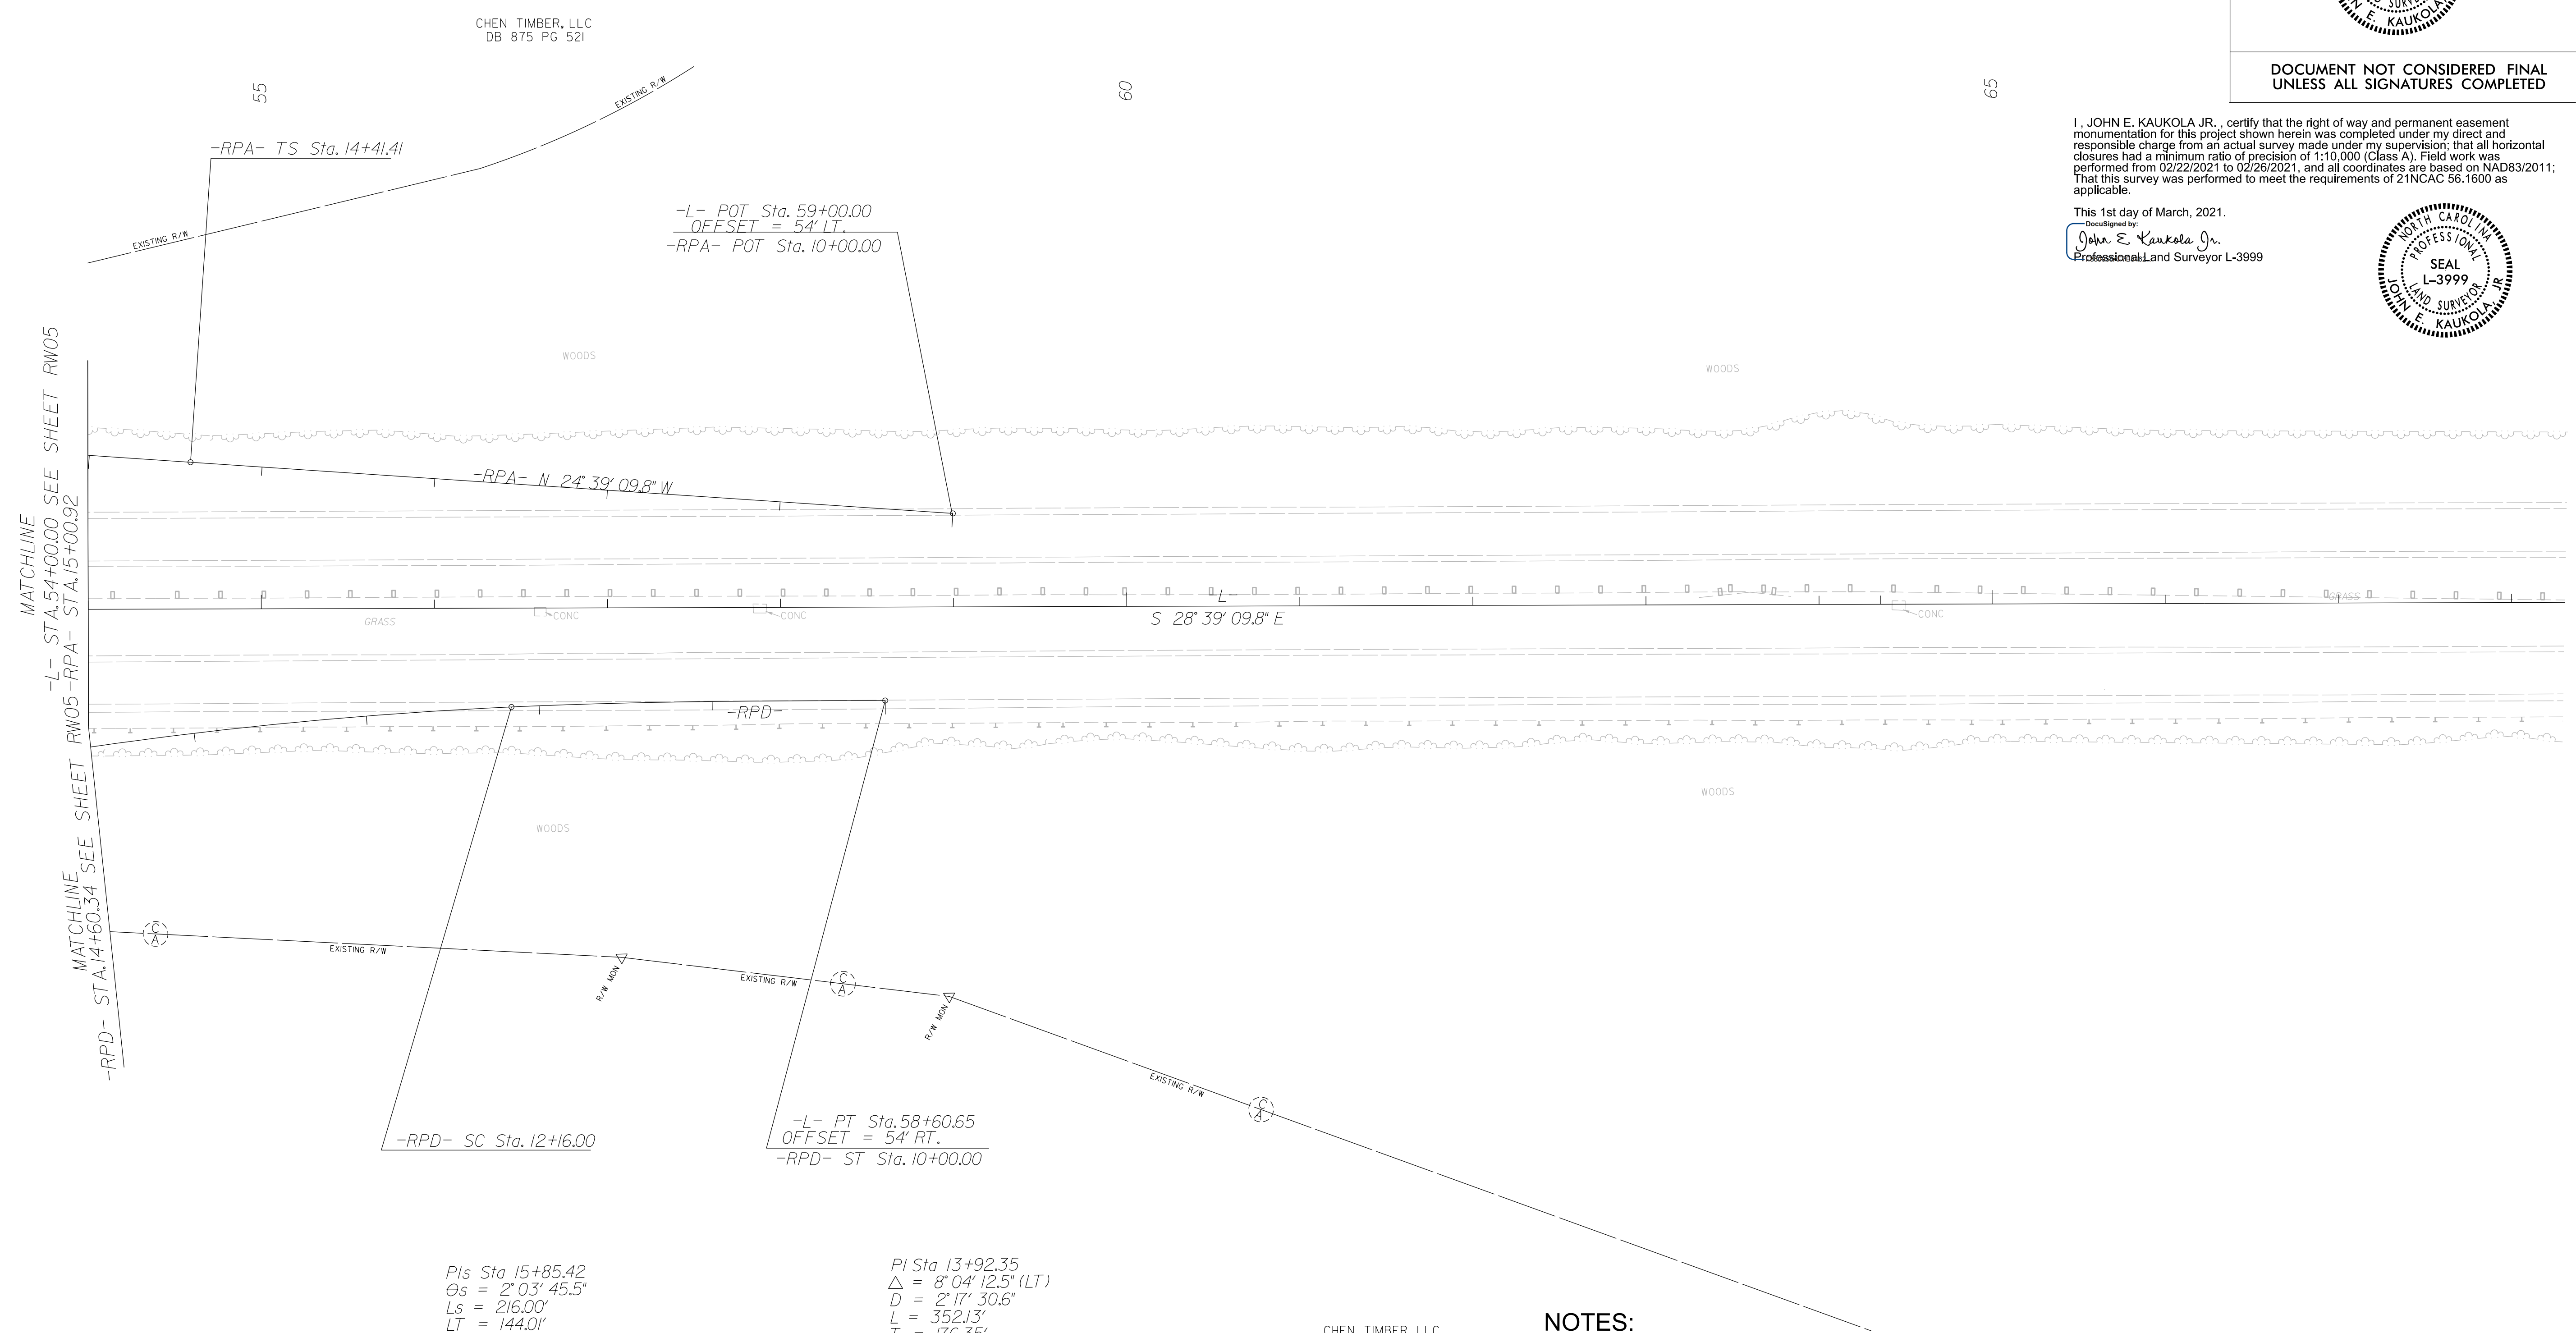 CHEN TIMBER, LLC
DB 875 PG 521
55
60
65
EXISTING R/W
EXISTING R/W
-RPA- TS Sta. 14+41.41
-L- POT Sta. 59+00.00
OFFSET = 54' LT.
-RPA- POT Sta. 10+00.00
E. KAUKOLA
DOCUMENT NOT CONSIDERED FINAL
UNLESS ALL SIGNATURES COMPLETED
I , JOHN E. KAUKOLA JR. , certify that the right of way and permanent easement
monumentation for this project shown herein was completed under my direct and
responsible charge from an actual survey made under my supervision; that all horizontal
closures had a minimum ratio of precision of 1:10,000 (Class A). Field work was
performed from 02/22/2021 to 02/26/2021, and all coordinates are based on NAD83/2011;
That this survey was performed to meet the requirements of 21NCAC 56.1600 as
applicable.
This 1st day of March, 2021.
DocuSigned by:
John E Kaukola Jr.
Professional Land Surveyor L-3999
NORTH CAROLINA
PROFESSIONAL
SEAL
L-3999
LAND SURVEYOR
JOHN E. KAUKOLA, JR
WOODS
WOODS
MATCHLINE
-L- STA.54+00.00 SEE SHEET RW05
RW05-RPA- STA.15+00.92
-RPA- N 24° 39' 09.8" W
-L-
S 28° 39' 09.8" E
GRASS
CONC
CONC
CONC
GRASS
-RPD-
WOODS
WOODS
MATCHLINE
-RPD- STA.14+60.34 SEE SHEET
C
A
EXISTING R/W
R/W MON
EXISTING R/W
C
A
R/W MON
EXISTING R/W
C
A
-RPD- SC Sta. 12+16.00
-L- PT Sta. 58+60.65
OFFSET = 54' RT.
-RPD- ST Sta. 10+00.00
PIs Sta 15+85.42
Θs = 2° 03' 45.5"
Ls = 216.00'
LT = 144.01'
PI Sta 13+92.35
△ = 8° 04' 12.5" (LT)
D = 2° 17' 30.6"
L = 352.13'
T = 176.35'
CHEN TIMBER, LLC
NOTES: